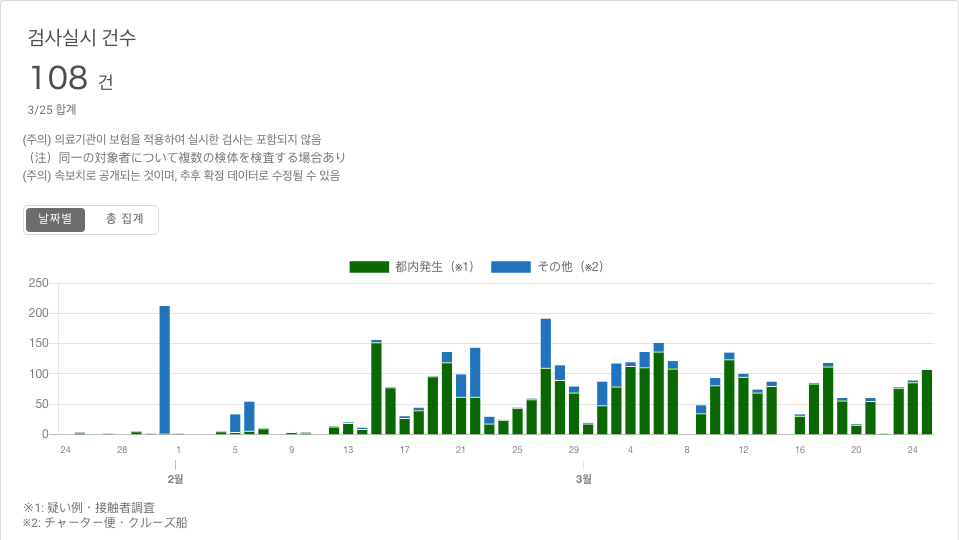 검사실시 건수
108 건
3/25 합계
(주의) 의료기관이 보험을 적용하여 실시한 검사는 포함되지 않음
（注）同一の対象者について複数の検体を検査する場合あり
(주의) 속보치로 공개되는 것이며, 추후 확정 데이터로 수정될 수 있음
날짜별 총 집계
都内発生（※1） その他（※2）
250
200
150
100
50
0
24 28 1 5 9 13 17 21 25 29 4 8 12 16 20 24
2월 3월
※1: 疑い例・接触者調査
※2: チャーター便・クルーズ船